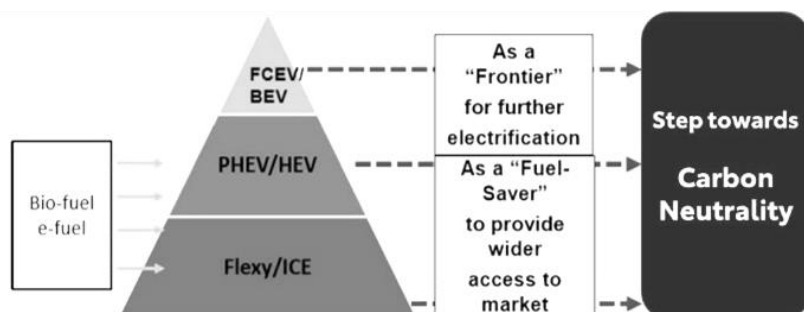 Bio-fuel
e-fuel
FCEV/
BEV
PHEV/HEV
Flexy/ICE
As a
“Frontier”
for further
electrification
As a “Fuel-
Saver”
to provide
wider
access to
market
Step towards
Carbon
Neutrality